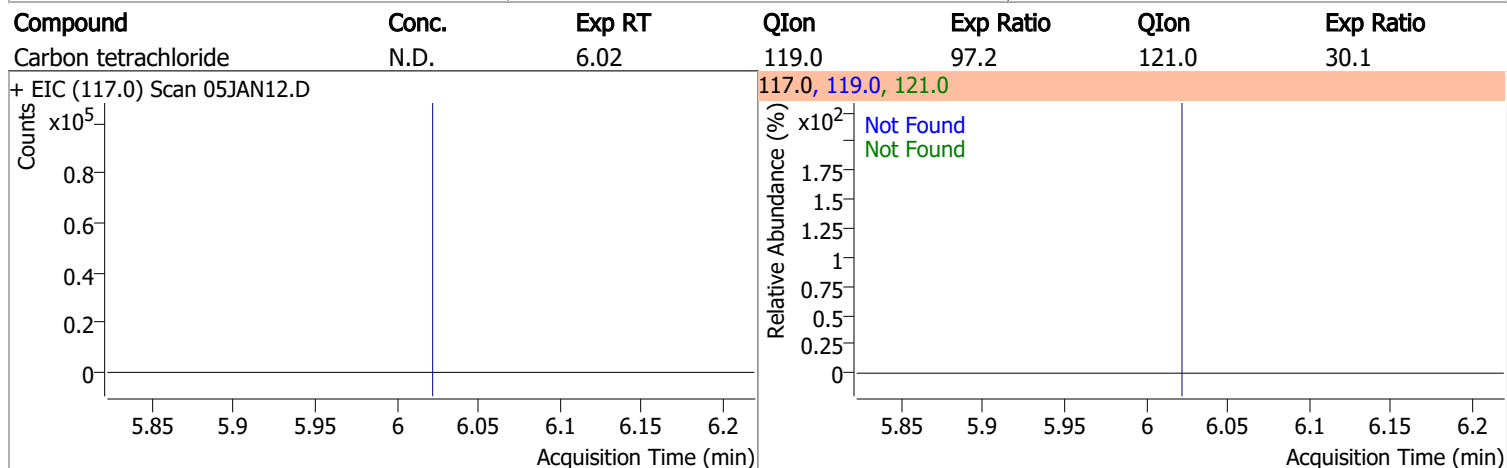 Compound Conc. Exp RT QIon Exp Ratio QIon Exp Ratio
Carbon tetrachloride N.D. 6.02 119.0 97.2 121.0 30.1
+ EIC (117.0) Scan 05JAN12.D
Counts
x10^5
0.8
0.6
0.4
0.2
0
5.85 5.9 5.95 6 6.05 6.1 6.15 6.2
Acquisition Time (min)
117.0, 119.0, 121.0
Relative Abundance (%)
x10^2
Not Found
Not Found
1.75
1.5
1.25
1
0.75
0.5
0.25
0
5.85 5.9 5.95 6 6.05 6.1 6.15 6.2
Acquisition Time (min)